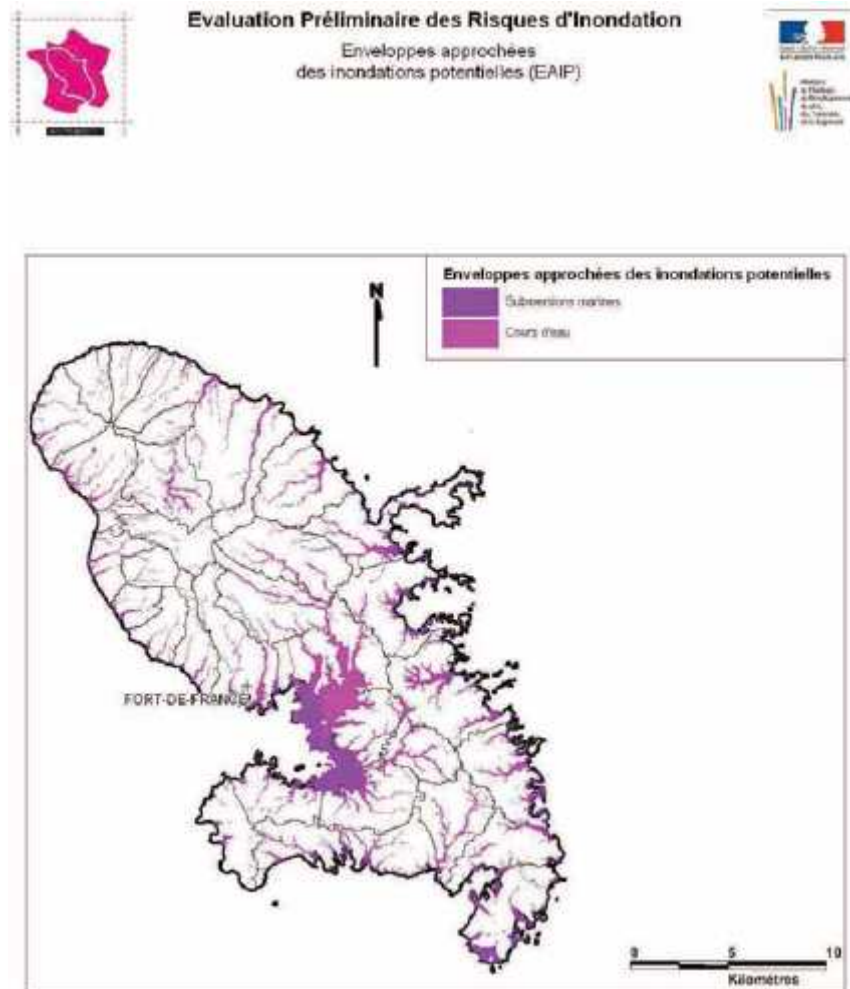 Evaluation Préliminaire des Risques d'Inondation
Enveloppes approchées
des inondations potentielles (EAIP)
Enveloppes approchées des inondations potentielles
Submersions marines
Cours d'eau
N
FORT-DE-FRANCE
0 5 10
Kilomètres